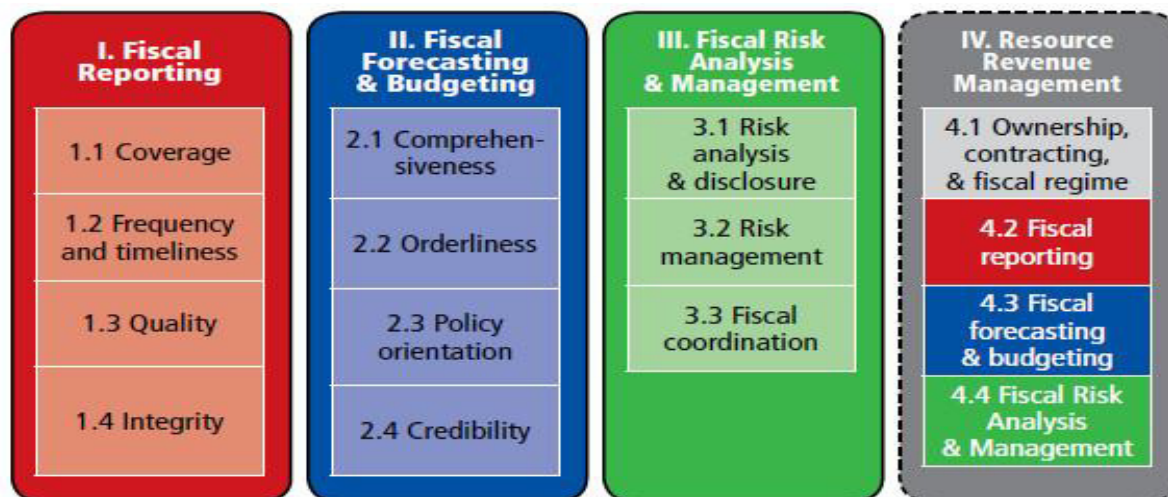 I. Fiscal
Reporting
1.1 Coverage
1.2 Frequency
and timeliness
1.3 Quality
1.4 Integrity
II. Fiscal
Forecasting
& Budgeting
2.1 Comprehen-
siveness
2.2 Orderliness
2.3 Policy
orientation
2.4 Credibility
III. Fiscal Risk
Analysis
& Management
3.1 Risk
analysis
& disclosure
3.2 Risk
management
3.3 Fiscal
coordination
IV. Resource
Revenue
Management
4.1 Ownership,
contracting,
& fiscal regime
4.2 Fiscal
reporting
4.3 Fiscal
forecasting
& budgeting
4.4 Fiscal Risk
Analysis
& Management